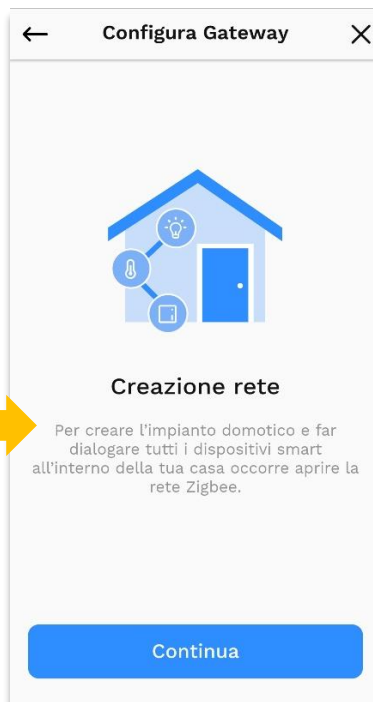 Configura Gateway
Creazione rete
Per creare l'impianto domotico e far
dialogare tutti i dispositivi smart
all'interno della tua casa occorre aprire la
rete Zigbee.
Continua